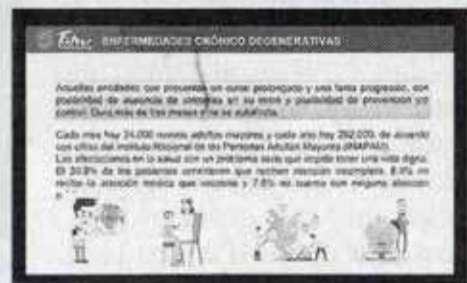 ENFERMEDADES CRÓNICO DEGENERATIVAS
Aquellas entidades que presentan un curso prolongado y una lenta progresión, con
posibilidad de ausencia de síntomas en su inicio y posibilidad de prevención y/o
control. Dura más de tres meses y no se autolimita.
Cada mes hay 24,000 nuevos adultos mayores y cada año hay 292,000, de acuerdo
con cifras del Instituto Nacional de las Personas Adultas Mayores (INAPAM).
Las afectaciones en la salud son un problema que impide tener una vida digna.
El 20.8% de los pacientes consideran que reciben atención incompleta, 8.9% no
recibe la atención médica que necesita y 7.8% no cuenta con ninguna atención